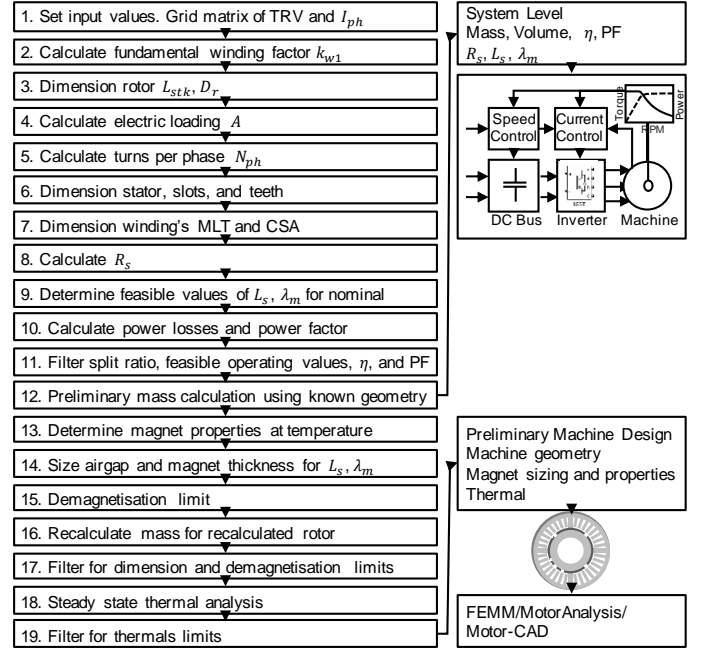 1. Set input values. Grid matrix of TRV and I_ph
2. Calculate fundamental winding factor k_w1
3. Dimension rotor L_stk, D_r
4. Calculate electric loading A
5. Calculate turns per phase N_ph
6. Dimension stator, slots, and teeth
7. Dimension winding's MLT and CSA
8. Calculate R_s
9. Determine feasible values of L_s, λ_m for nominal
10. Calculate power losses and power factor
11. Filter split ratio, feasible operating values, η, and PF
12. Preliminary mass calculation using known geometry
13. Determine magnet properties at temperature
14. Size airgap and magnet thickness for L_s, λ_m
15. Demagnetisation limit
16. Recalculate mass for recalculated rotor
17. Filter for dimension and demagnetisation limits
18. Steady state thermal analysis
19. Filter for thermals limits
System Level
Mass, Volume, η, PF
R_s, L_s, λ_m
Speed
Control
Current
Control
Torque
Power
RPM
DC Bus
Inverter
Machine
Preliminary Machine Design
Machine geometry
Magnet sizing and properties
Thermal
FEMM/MotorAnalysis/
Motor-CAD